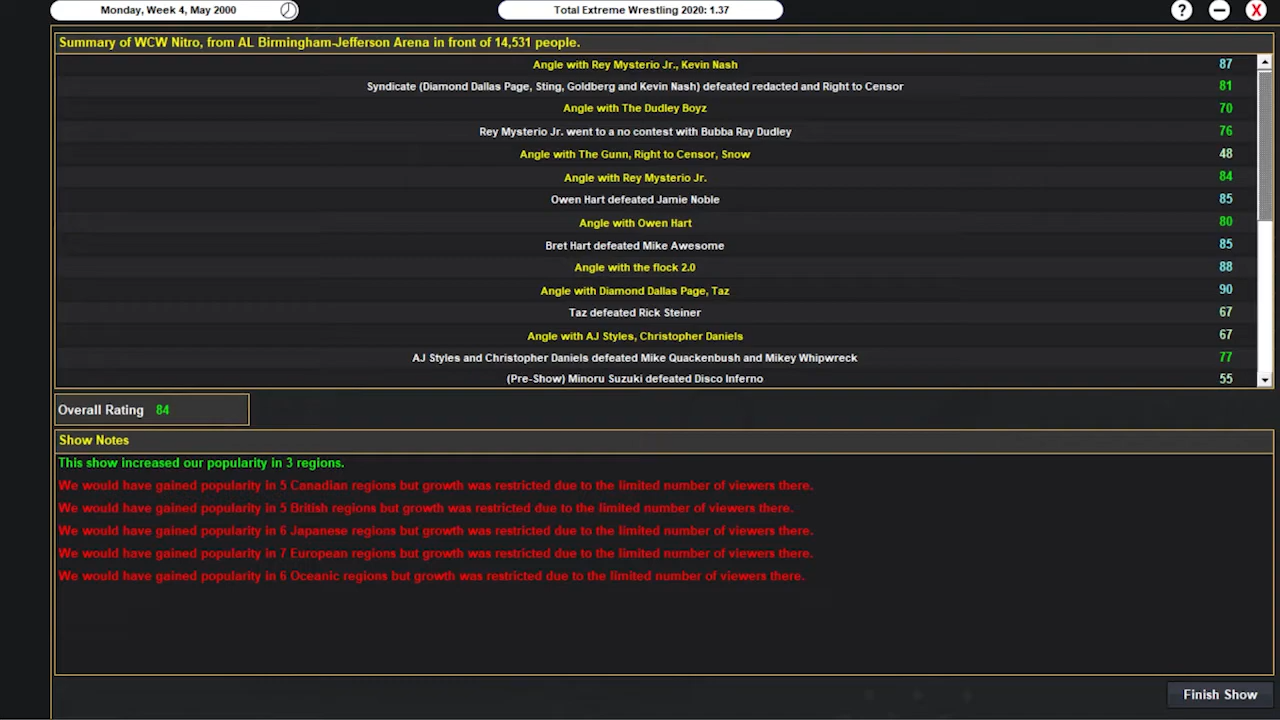 Monday, Week 4, May 2000
Total Extreme Wrestling 2020: 1.37
?
X
Summary of WCW Nitro, from AL Birmingham-Jefferson Arena in front of 14,531 people.
Angle with Rey Mysterio Jr., Kevin Nash 87
Syndicate (Diamond Dallas Page, Sting, Goldberg and Kevin Nash) defeated redacted and Right to Censor 81
Angle with The Dudley Boyz 70
Rey Mysterio Jr. went to a no contest with Bubba Ray Dudley 76
Angle with The Gunn, Right to Censor, Snow 48
Angle with Rey Mysterio Jr. 84
Owen Hart defeated Jamie Noble 85
Angle with Owen Hart 80
Bret Hart defeated Mike Awesome 85
Angle with the flock 2.0 88
Angle with Diamond Dallas Page, Taz 90
Taz defeated Rick Steiner 67
Angle with AJ Styles, Christopher Daniels 67
AJ Styles and Christopher Daniels defeated Mike Quackenbush and Mikey Whipwreck 77
(Pre-Show) Minoru Suzuki defeated Disco Inferno 55
Overall Rating 84
Show Notes
This show increased our popularity in 3 regions.
We would have gained popularity in 5 Canadian regions but growth was restricted due to the limited number of viewers there.
We would have gained popularity in 5 British regions but growth was restricted due to the limited number of viewers there.
We would have gained popularity in 6 Japanese regions but growth was restricted due to the limited number of viewers there.
We would have gained popularity in 7 European regions but growth was restricted due to the limited number of viewers there.
We would have gained popularity in 6 Oceanic regions but growth was restricted due to the limited number of viewers there.
Finish Show